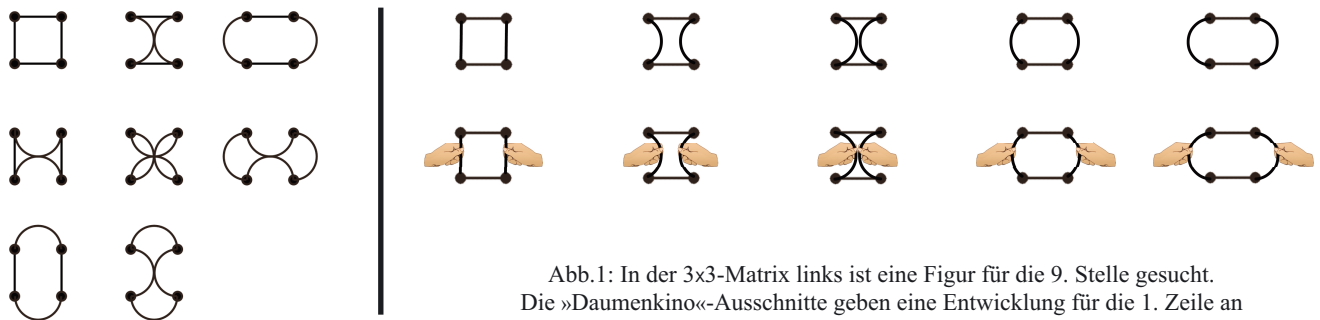 Abb.1: In der 3x3-Matrix links ist eine Figur für die 9. Stelle gesucht.
Die »Daumenkino«-Ausschnitte geben eine Entwicklung für die 1. Zeile an